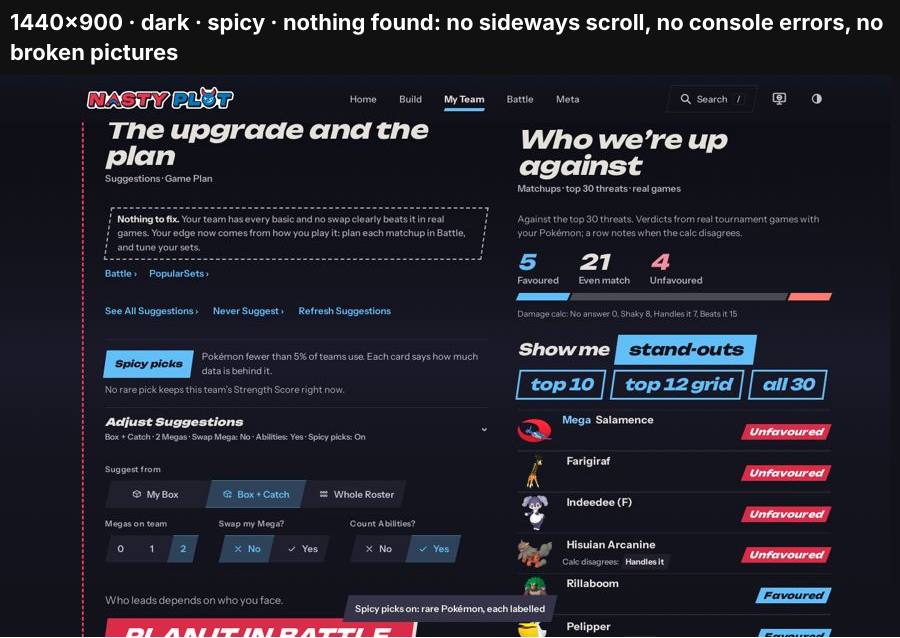 1440×900 · dark · spicy · nothing found: no sideways scroll, no console errors, no
broken pictures
NASTY PLOT
Home
Build
My Team
Battle
Meta
Search /
The upgrade and the
plan
Suggestions · Game Plan
Nothing to fix. Your team has every basic and no swap clearly beats it in real
games. Your edge now comes from how you play it: plan each matchup in Battle,
and tune your sets.
Battle ›
PopularSets ›
See All Suggestions ›
Never Suggest ›
Refresh Suggestions
Spicy picks
Pokémon fewer than 5% of teams use. Each card says how much
data is behind it.
No rare pick keeps this team's Strength Score right now.
Adjust Suggestions
Box + Catch · 2 Megas · Swap Mega: No · Abilities: Yes · Spicy picks: On
Suggest from
My Box
Box + Catch
Whole Roster
Megas on team
Swap my Mega?
Count Abilities?
0
1
2
No
Yes
No
Yes
Who leads depends on who you face.
PLAN IT IN BATTLE
Spicy picks on: rare Pokémon, each labelled
Who we're up
against
Matchups · top 30 threats · real games
Against the top 30 threats. Verdicts from real tournament games with
your Pokémon; a row notes when the calc disagrees.
5
21
4
Favoured
Even match
Unfavoured
Damage calc: No answer 0, Shaky 8, Handles it 7, Beats it 15
Show me
stand-outs
top 10
top 12 grid
all 30
Mega Salamence
Unfavoured
Farigiraf
Unfavoured
Indeedee (F)
Unfavoured
Hisuian Arcanine
Calc disagrees: Handles it
Unfavoured
Rillaboom
Favoured
Pelipper
Favoured